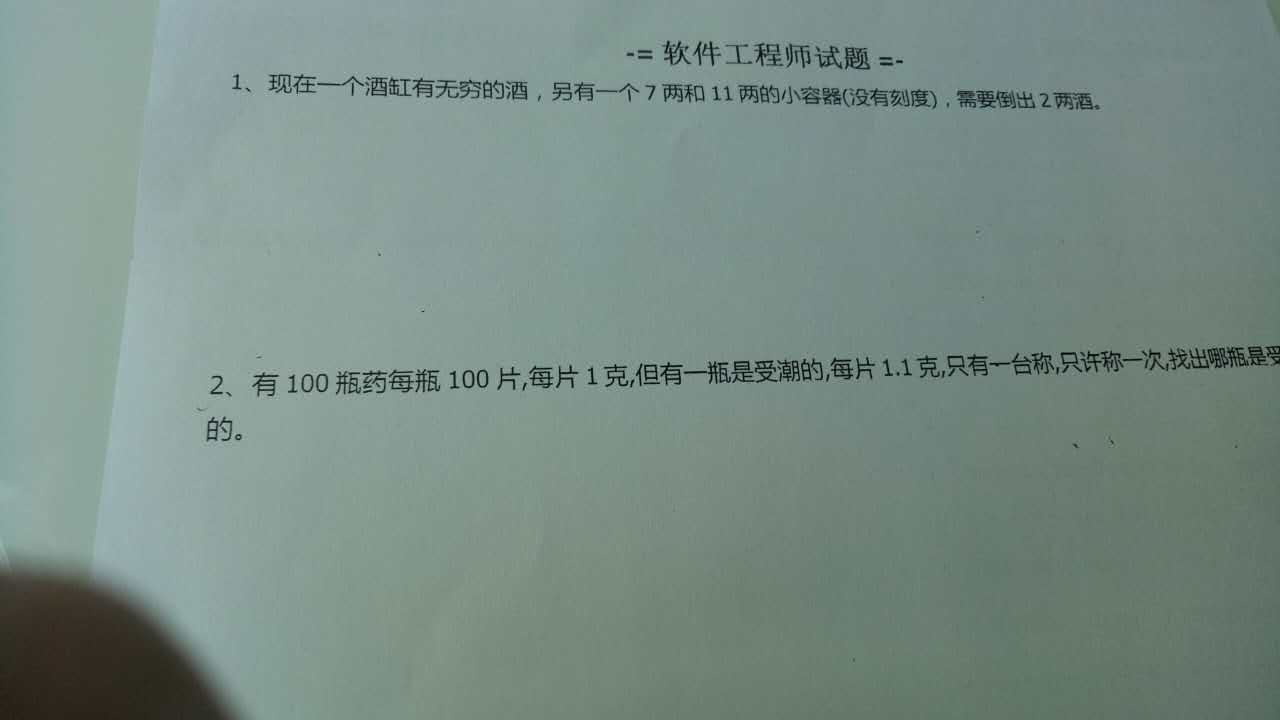 -= 软件工程师试题 =-
1、现在一个酒缸有无穷的酒，另有一个 7 两和 11 两的小容器(没有刻度)，需要倒出 2 两酒。
2、有 100 瓶药每瓶 100 片,每片 1 克,但有一瓶是受潮的,每片 1.1 克,只有一台称,只许称一次,找出哪瓶是受
的。